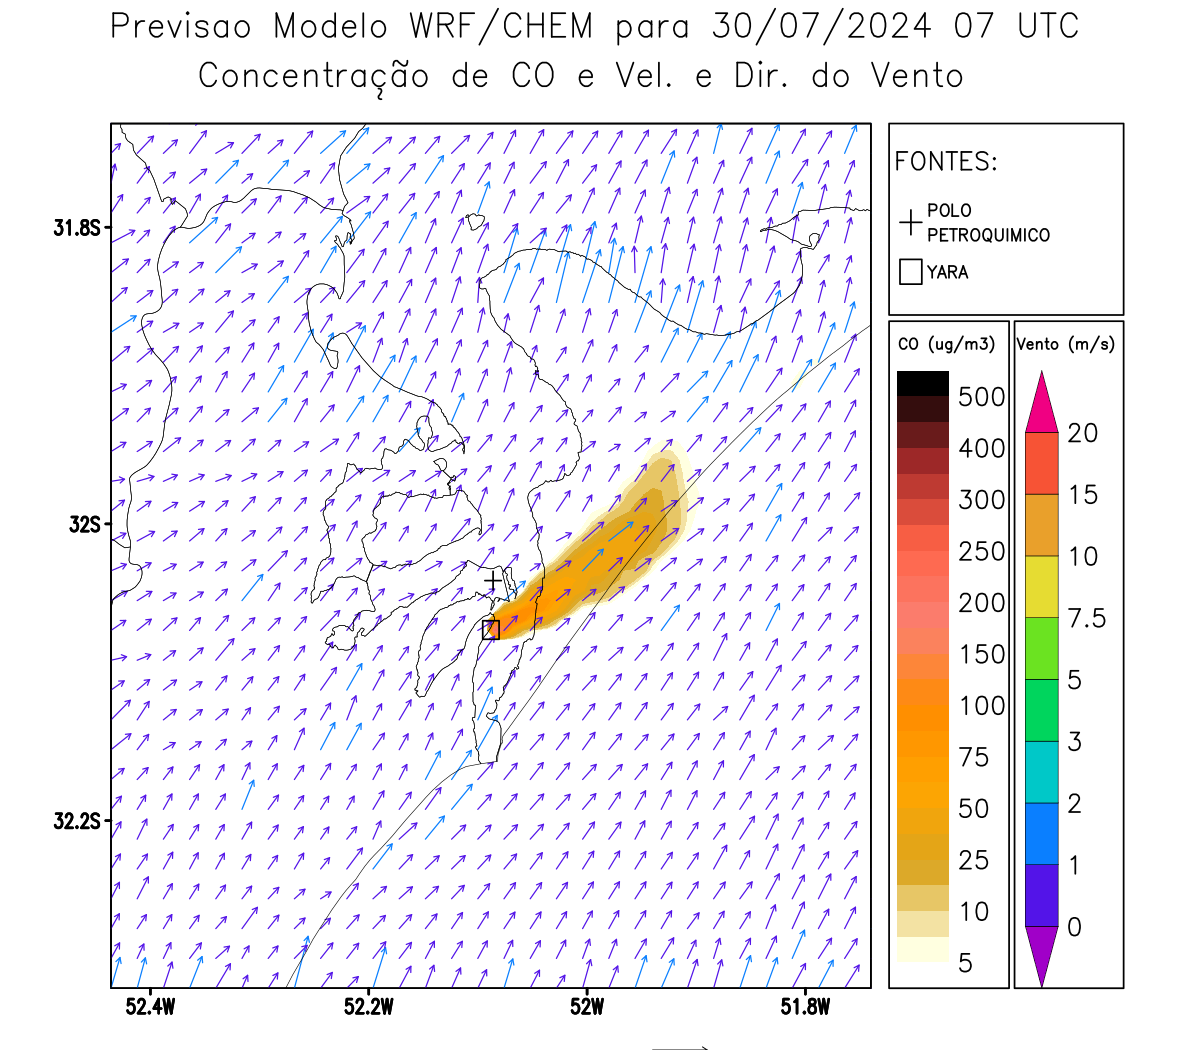 Previsao Modelo WRF/CHEM para 30/07/2024 07 UTC
Concentração de CO e Vel. e Dir. do Vento
FONTES:
POLO
PETROQUIMICO
YARA
CO (ug/m3)
500
400
300
250
200
150
100
75
50
25
10
5
Vento (m/s)
20
15
10
7.5
5
3
2
1
0
31.8S
32S
32.2S
52.4W
52.2W
52W
51.8W